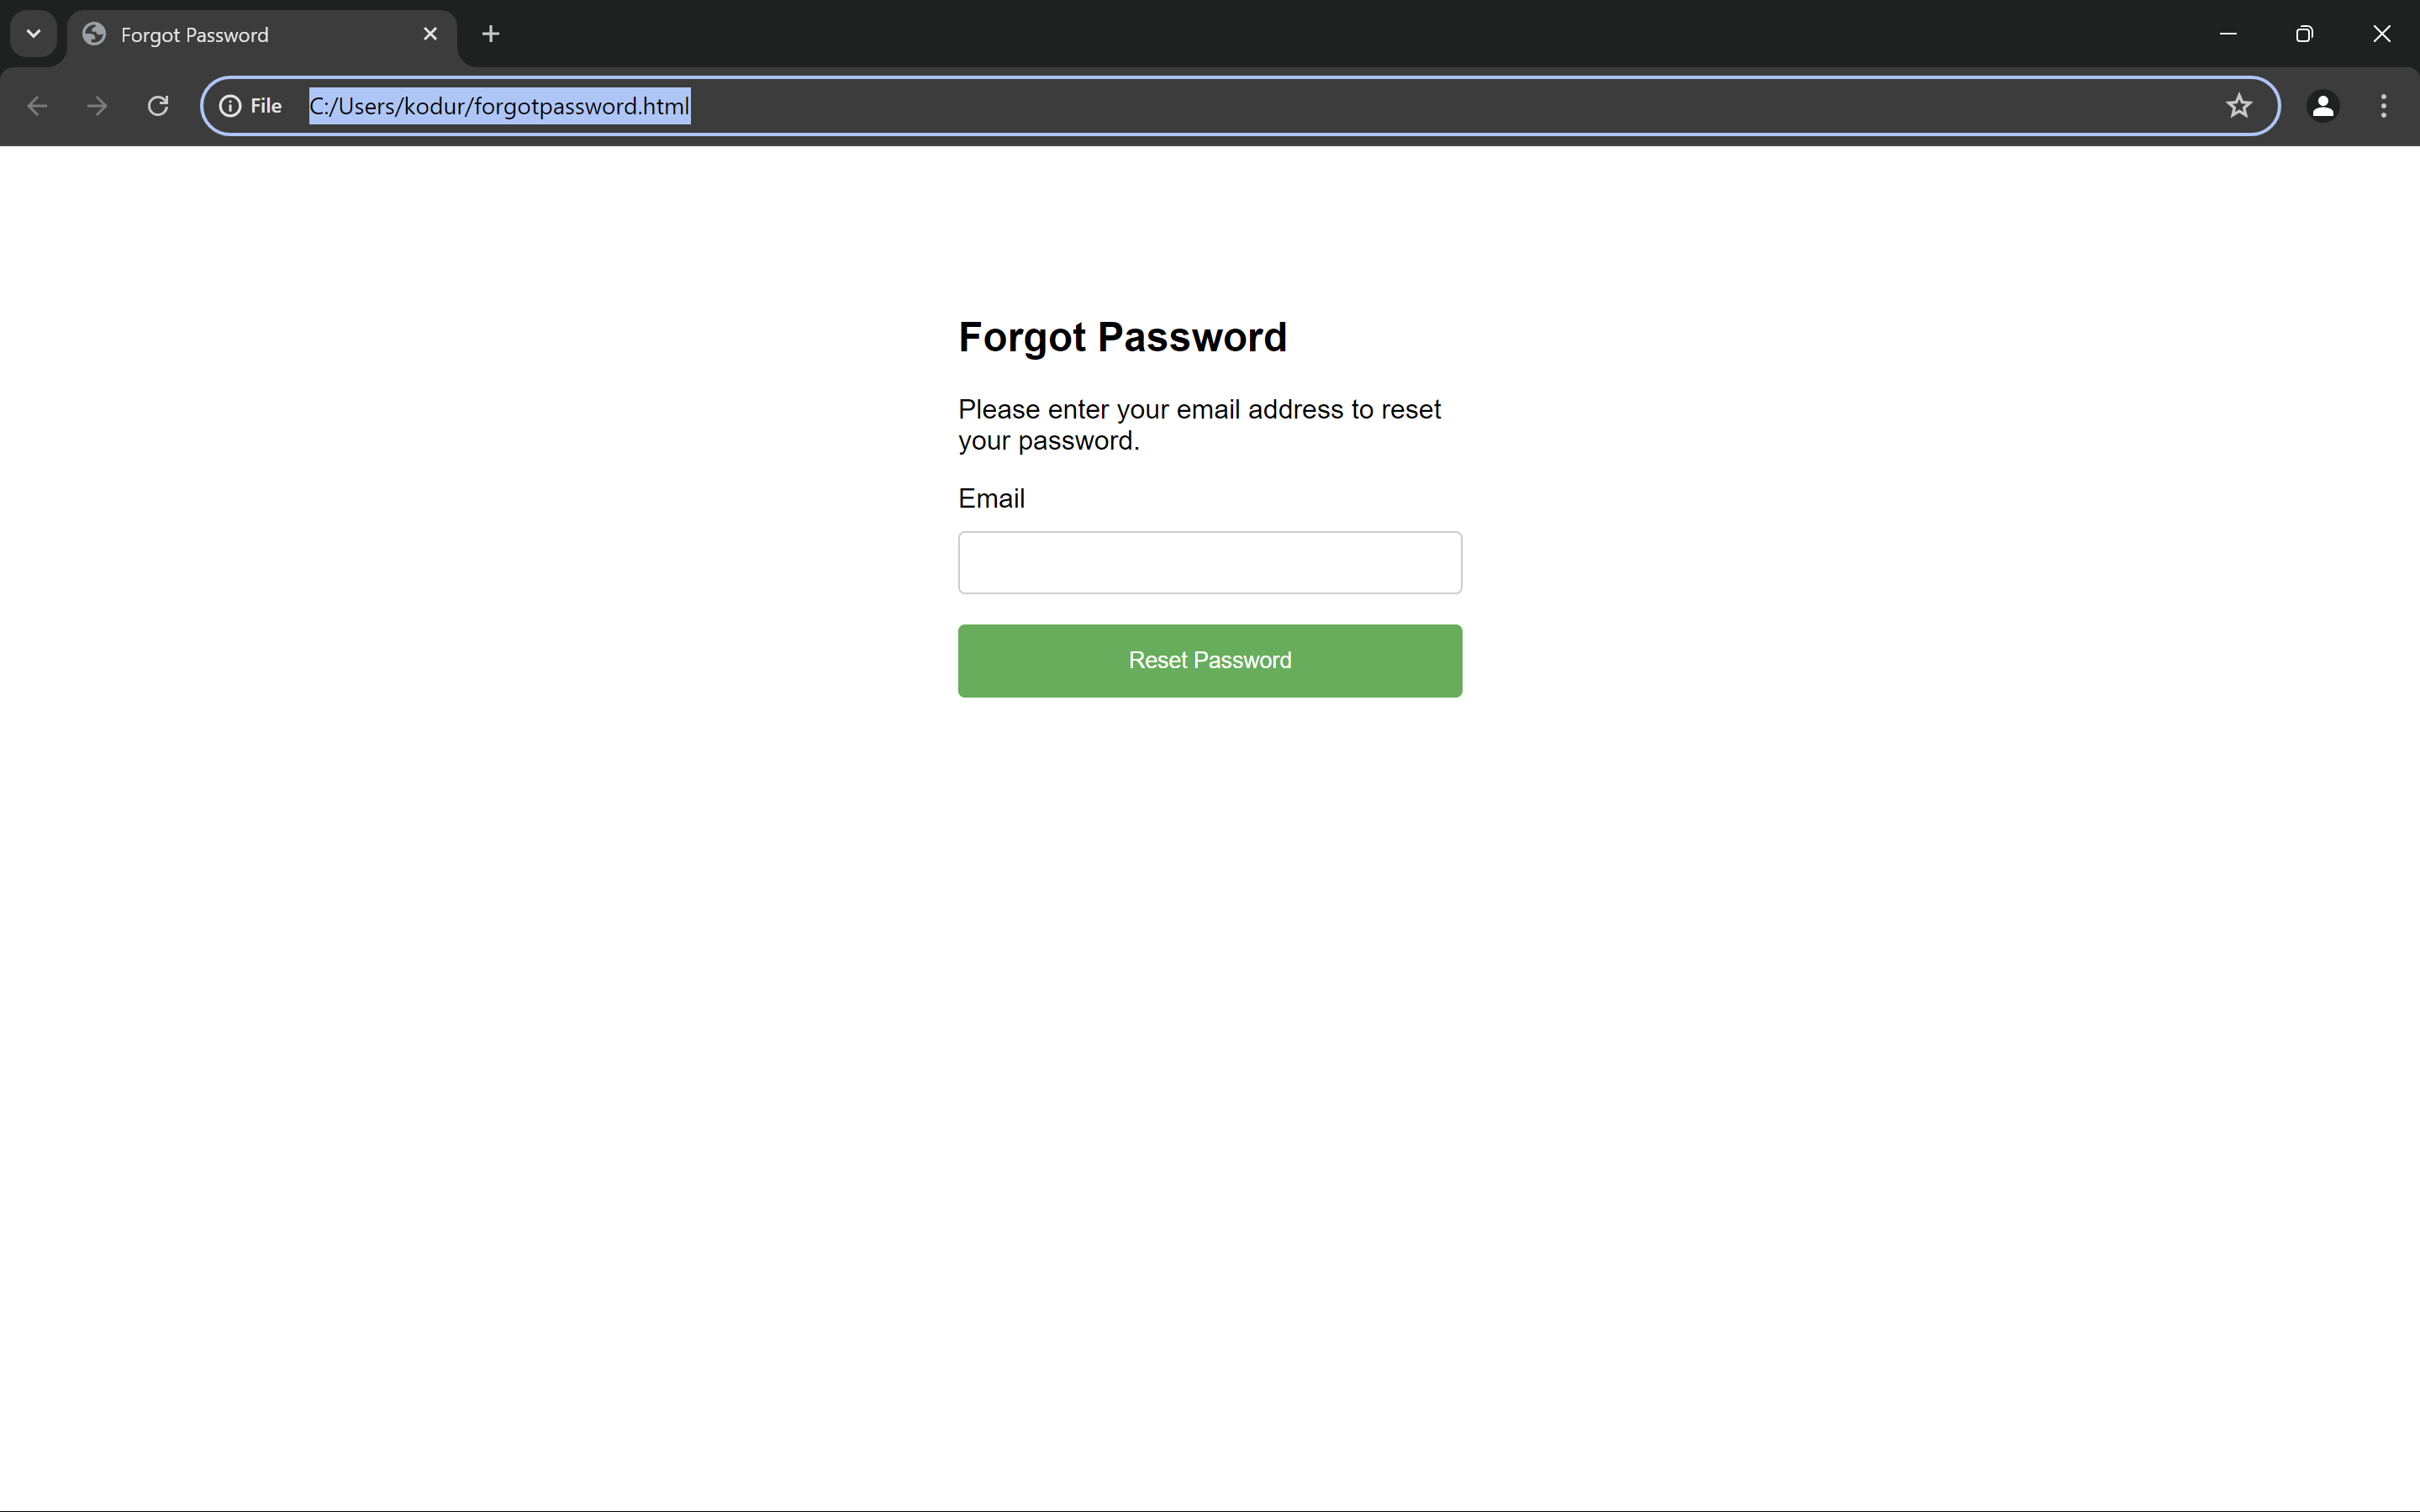 Forgot Password
File C:/Users/kodur/forgotpassword.html
Forgot Password
Please enter your email address to reset
your password.
Email
Reset Password